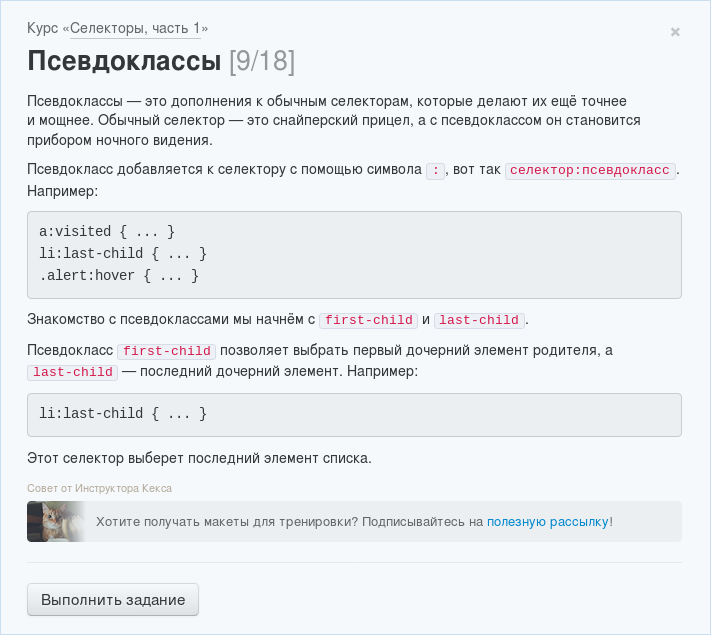 Курс «Селекторы, часть 1»
×
Псевдоклассы [9/18]
Псевдоклассы — это дополнения к обычным селекторам, которые делают их ещё точнее
и мощнее. Обычный селектор — это снайперский прицел, а с псевдоклассом он становится
прибором ночного видения.
Псевдокласс добавляется к селектору с помощью символа :, вот так селектор:псевдокласс.
Например:
a:visited { ... }
li:last-child { ... }
.alert:hover { ... }
Знакомство с псевдоклассами мы начнём с first-child и last-child.
Псевдокласс first-child позволяет выбрать первый дочерний элемент родителя, а
last-child — последний дочерний элемент. Например:
li:last-child { ... }
Этот селектор выберет последний элемент списка.
Совет от Инструктора Кекса
Хотите получать макеты для тренировки? Подписывайтесь на полезную рассылку!
Выполнить задание